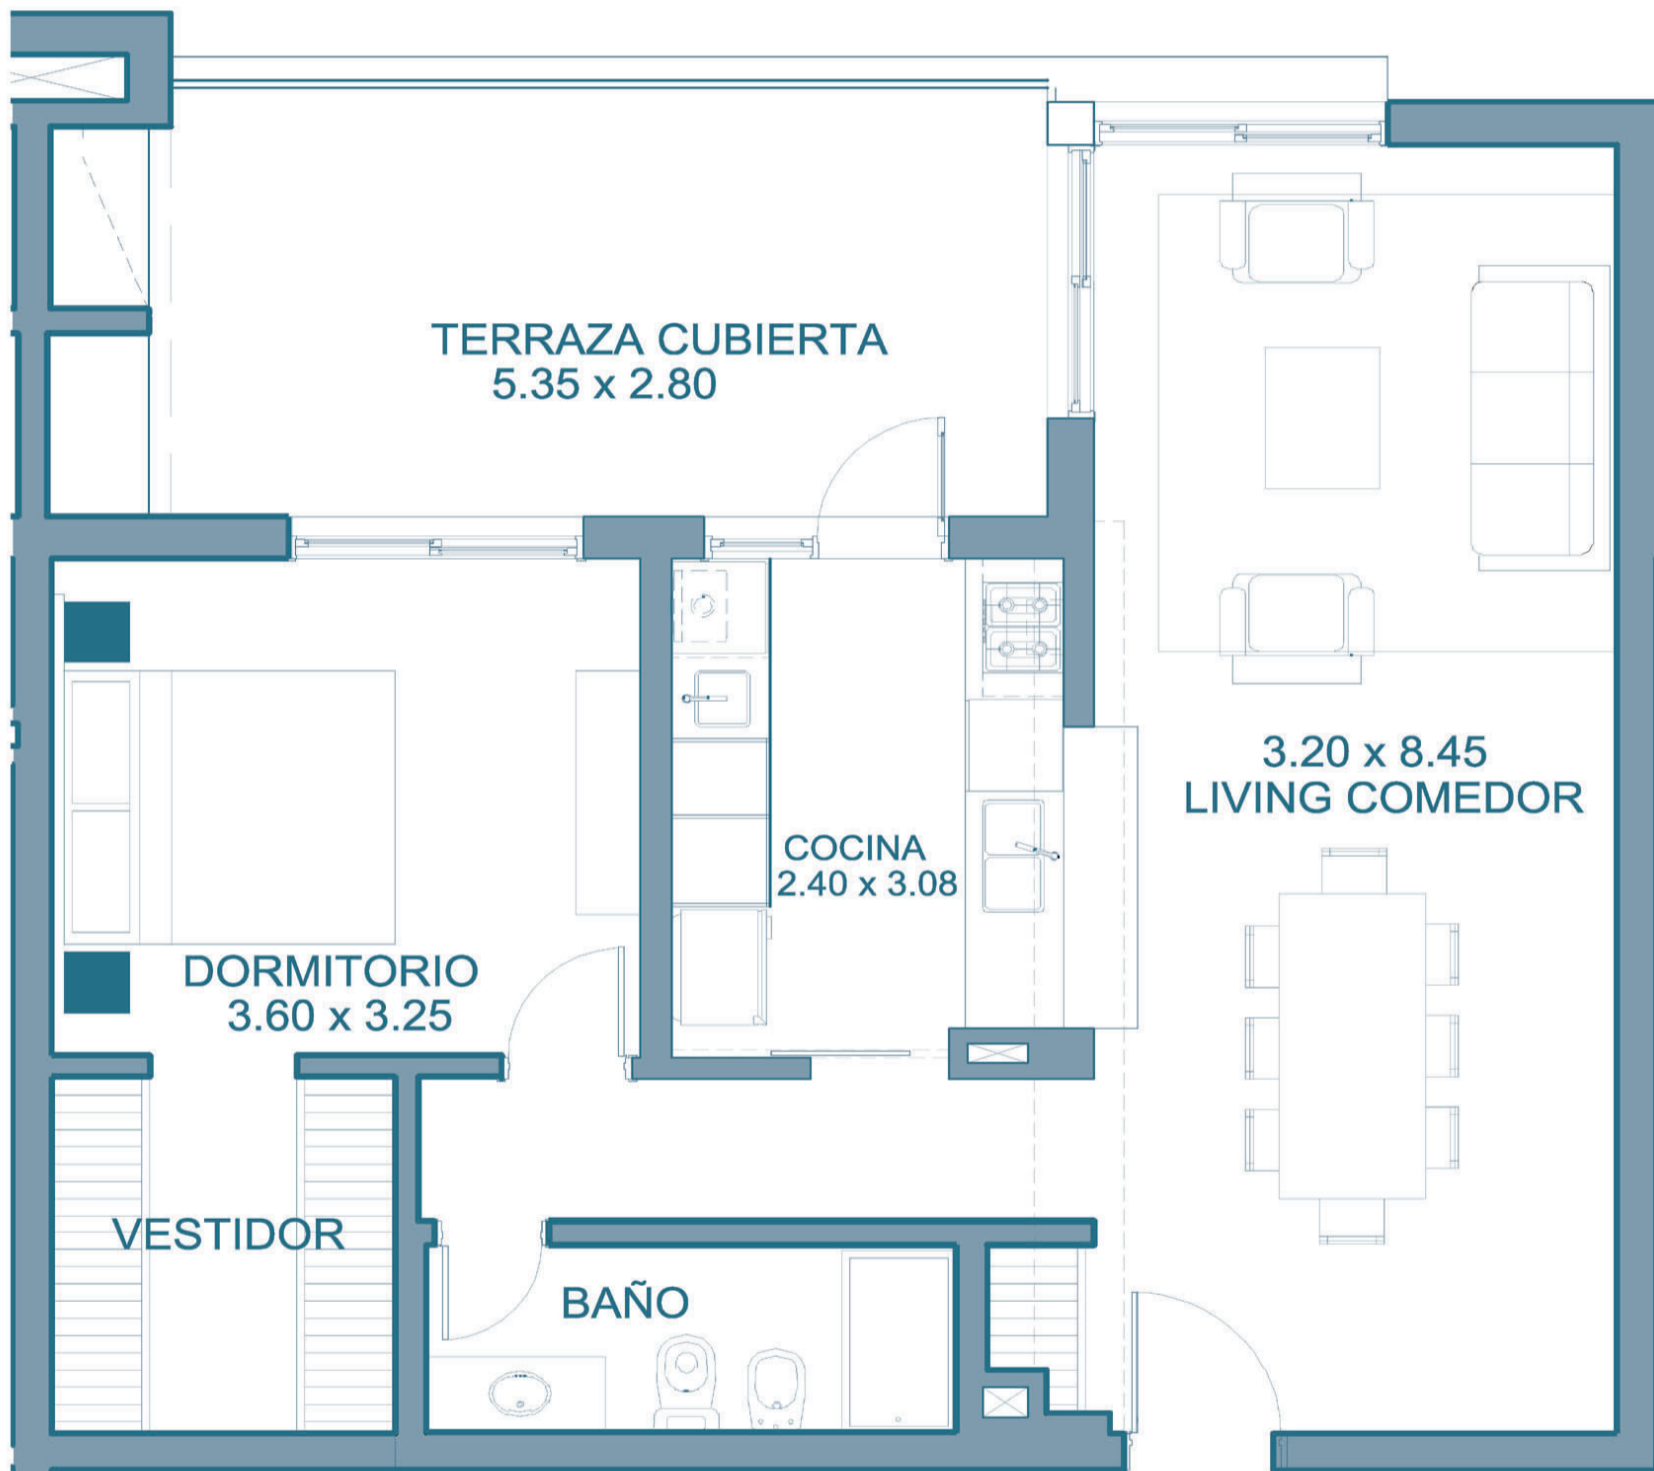 TERRAZA CUBIERTA
5.35 x 2.80
3.20 x 8.45
LIVING COMEDOR
COCINA
2.40 x 3.08
DORMITORIO
3.60 x 3.25
VESTIDOR
BAÑO